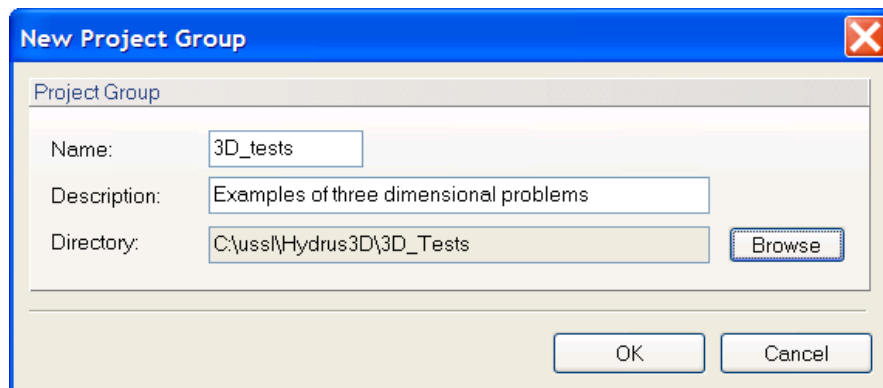 New Project Group
Project Group
Name: 3D_tests
Description: Examples of three dimensional problems
Directory: C:\ussl\Hydrus3D\3D_Tests Browse
OK Cancel